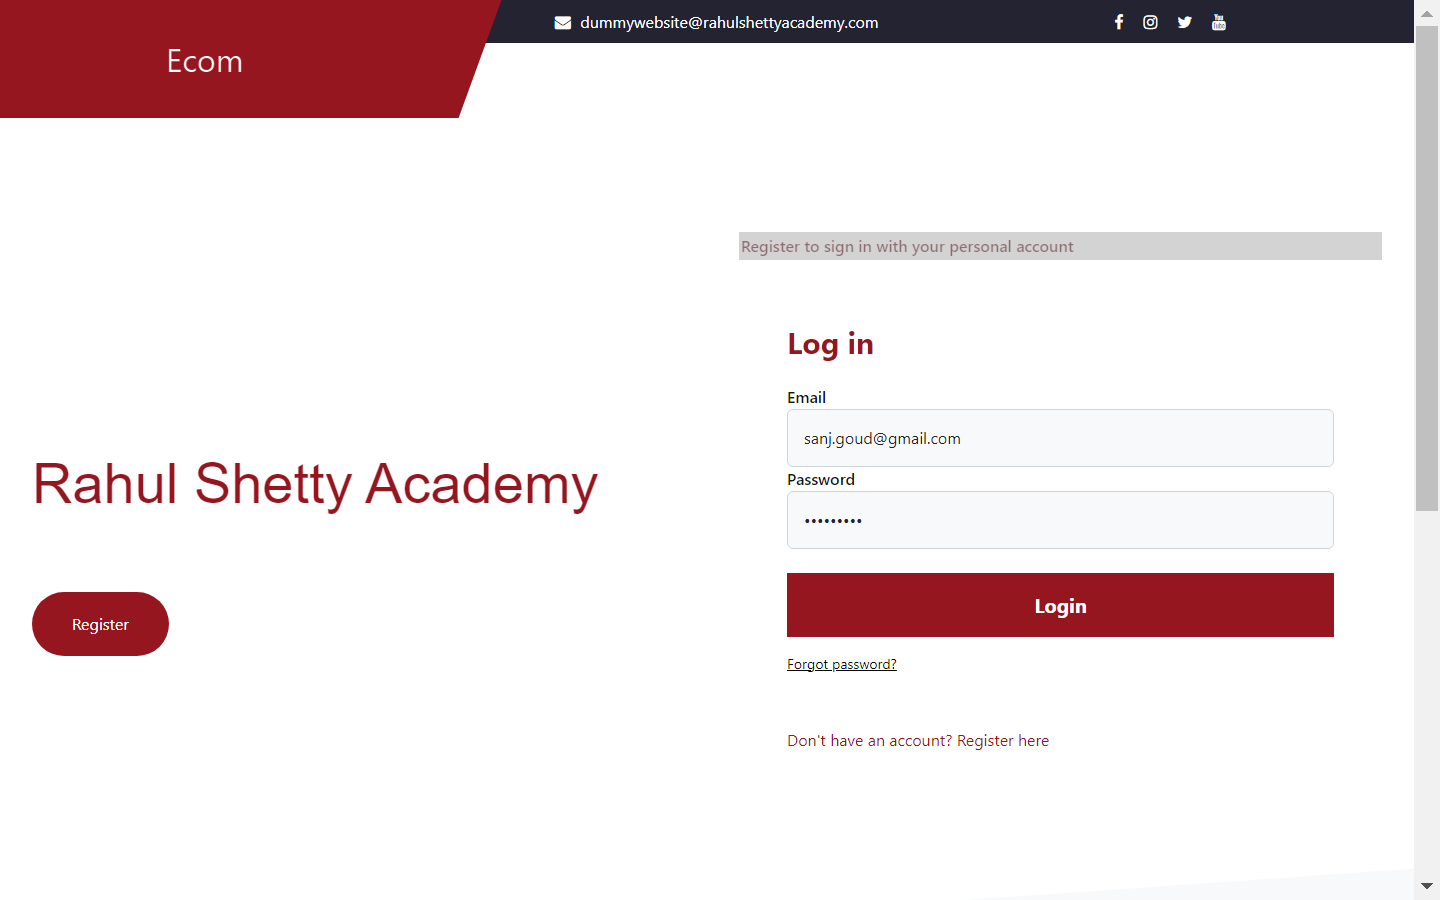 Ecom
dummywebsite@rahulshettyacademy.com
Register to sign in with your personal account
Log in
Email
sanj.goud@gmail.com
Password
•••••••••
Rahul Shetty Academy
Register
Login
Forgot password?
Don't have an account? Register here